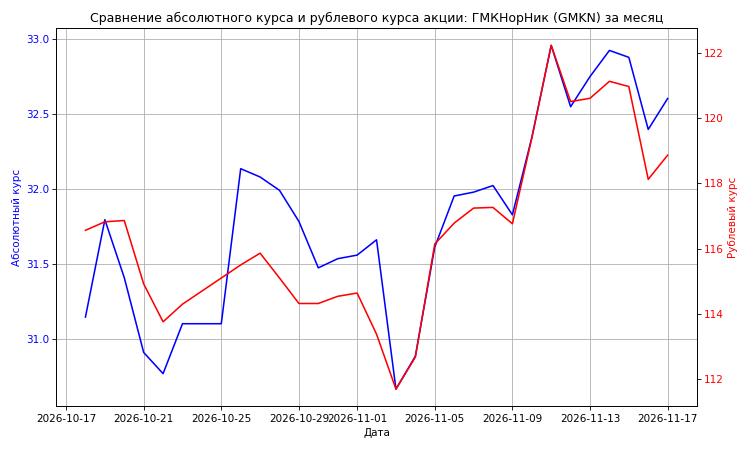 Сравнение абсолютного курса и рублевого курса акции: ГМКНорНик (GMKN) за месяц
33.0
32.5
32.0
31.5
31.0
Абсолютный курс
122
120
118
116
114
112
Рублевый курс
2026-10-17 2026-10-21 2026-10-25 2026-10-29 2026-11-01 2026-11-05 2026-11-09 2026-11-13 2026-11-17
Дата